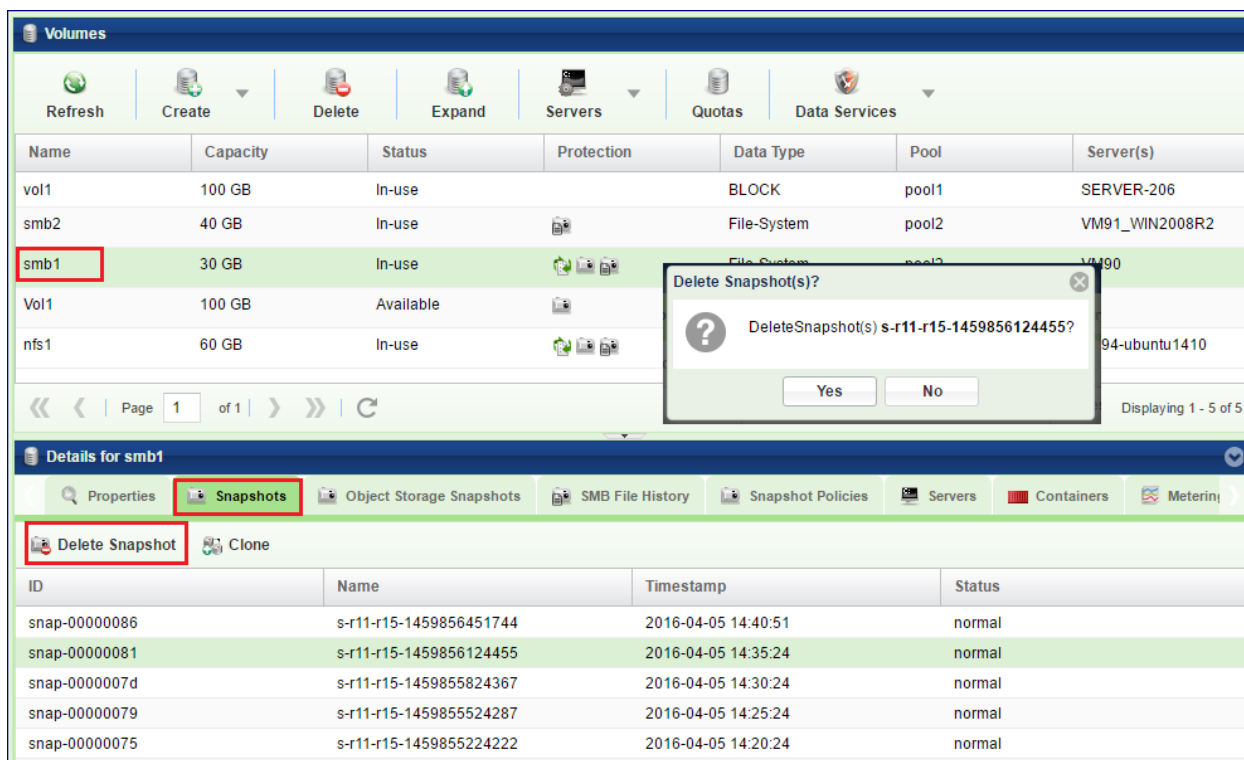 Volumes
Refresh Create Delete Expand Servers Quotas Data Services
Name Capacity Status Protection Data Type Pool Server(s)
vol1 100 GB In-use BLOCK pool1 SERVER-206
smb2 40 GB In-use File-System pool2 VM91_WIN2008R2
smb1 30 GB In-use
Vol1 100 GB Available
nfs1 60 GB In-use 94-ubuntu1410
Delete Snapshot(s)?
? DeleteSnapshot(s) s-r11-r15-1459856124455?
Yes No
Page 1 of 1 Displaying 1 - 5 of 5
Details for smb1
Properties Snapshots Object Storage Snapshots SMB File History Snapshot Policies Servers Containers Metering
Delete Snapshot Clone
ID Name Timestamp Status
snap-00000086 s-r11-r15-1459856451744 2016-04-05 14:40:51 normal
snap-00000081 s-r11-r15-1459856124455 2016-04-05 14:35:24 normal
snap-0000007d s-r11-r15-1459855824367 2016-04-05 14:30:24 normal
snap-00000079 s-r11-r15-1459855524287 2016-04-05 14:25:24 normal
snap-00000075 s-r11-r15-1459855224222 2016-04-05 14:20:24 normal